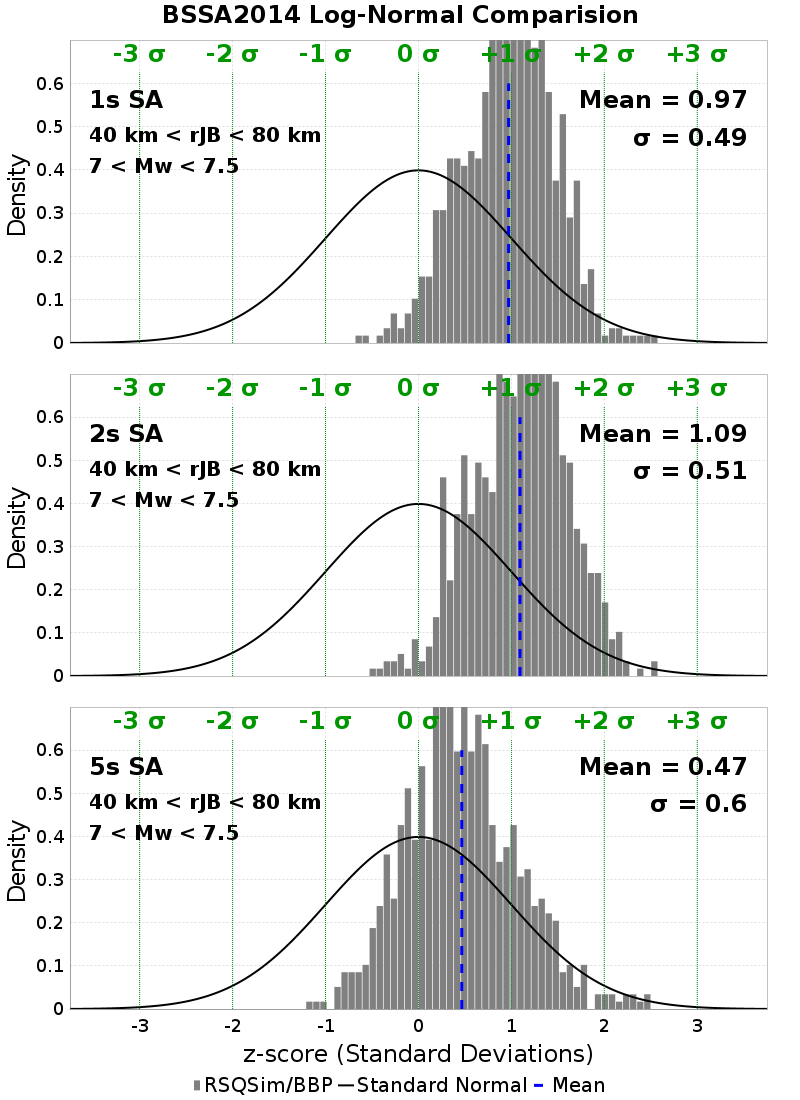 BSSA2014 Log-Normal Comparision
-3 σ -2 σ -1 σ 0 σ +1 σ +2 σ +3 σ
1s SA
Mean = 0.97
40 km < rJB < 80 km
σ = 0.49
7 < Mw < 7.5
Density
0.6
0.5
0.4
0.3
0.2
0.1
0
-3 σ -2 σ -1 σ 0 σ +1 σ +2 σ +3 σ
2s SA
Mean = 1.09
40 km < rJB < 80 km
σ = 0.51
7 < Mw < 7.5
Density
0.6
0.5
0.4
0.3
0.2
0.1
0
-3 σ -2 σ -1 σ 0 σ +1 σ +2 σ +3 σ
5s SA
Mean = 0.47
40 km < rJB < 80 km
σ = 0.6
7 < Mw < 7.5
Density
0.6
0.5
0.4
0.3
0.2
0.1
0
-3 -2 -1 0 1 2 3
z-score (Standard Deviations)
RSQSim/BBP Standard Normal Mean